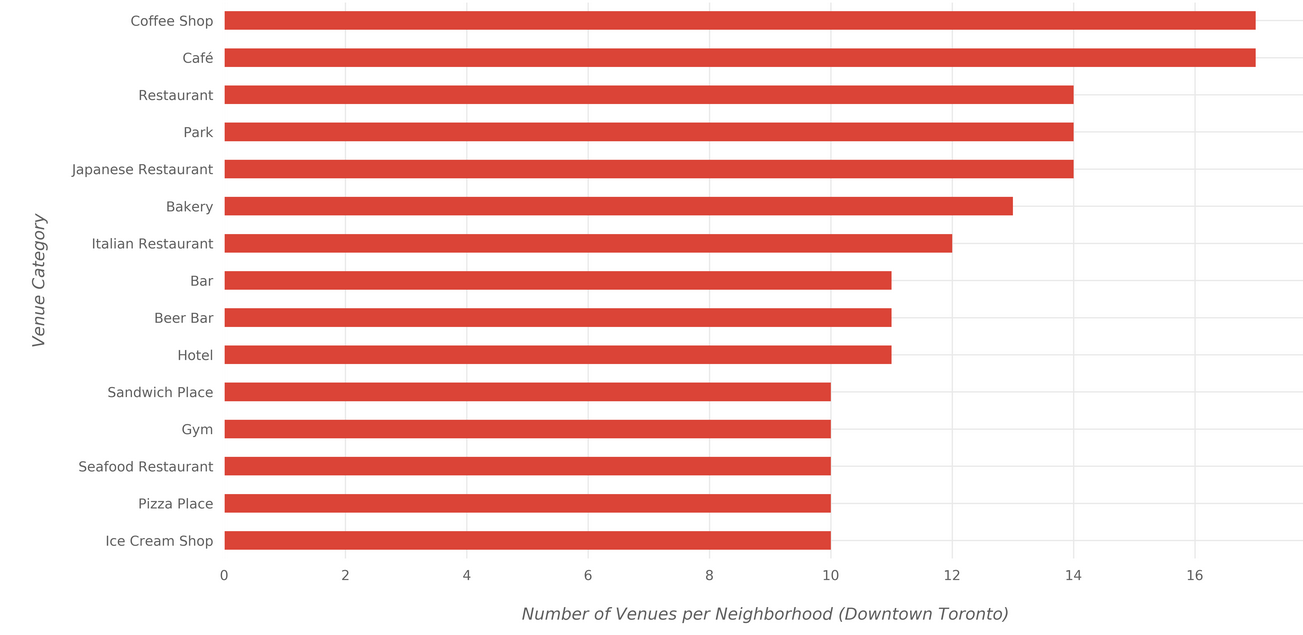 Coffee Shop
Café
Restaurant
Park
Japanese Restaurant
Bakery
Italian Restaurant
Bar
Beer Bar
Hotel
Sandwich Place
Gym
Seafood Restaurant
Pizza Place
Ice Cream Shop
Venue Category
0 2 4 6 8 10 12 14 16
Number of Venues per Neighborhood (Downtown Toronto)